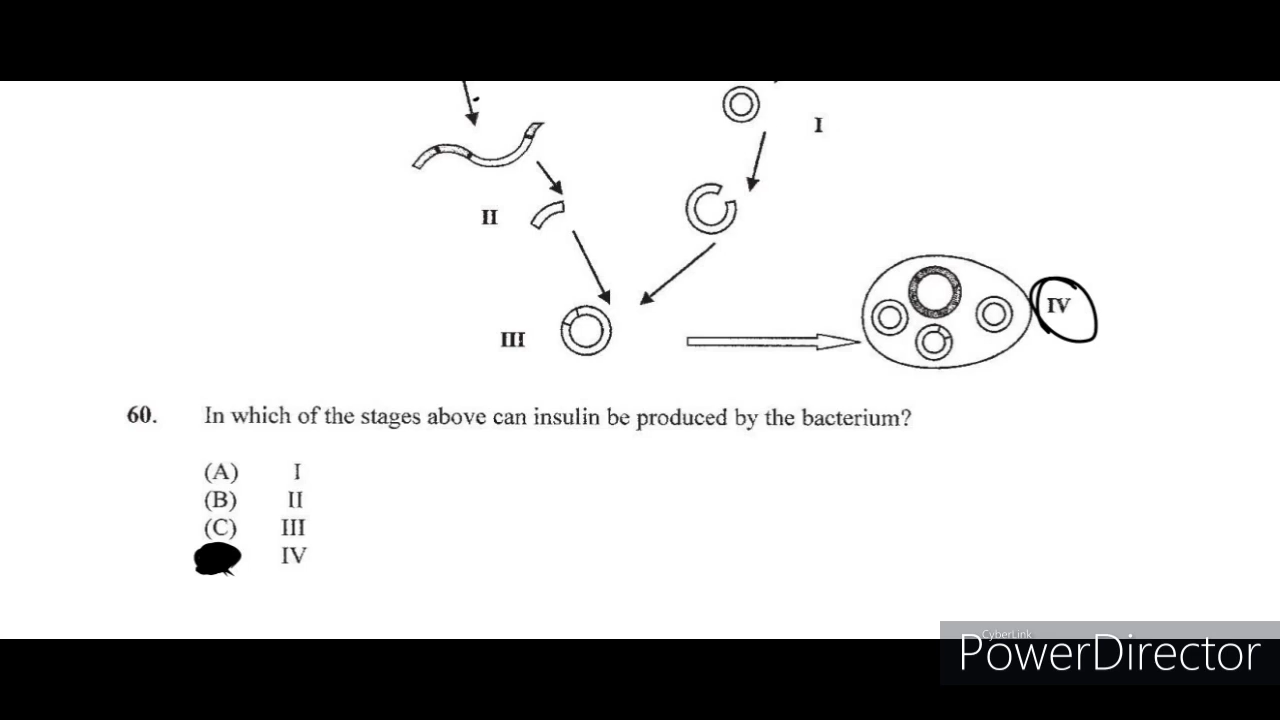 I
II
III
IV
60. In which of the stages above can insulin be produced by the bacterium?
(A) I
(B) II
(C) III
IV
CyberLink
PowerDirector